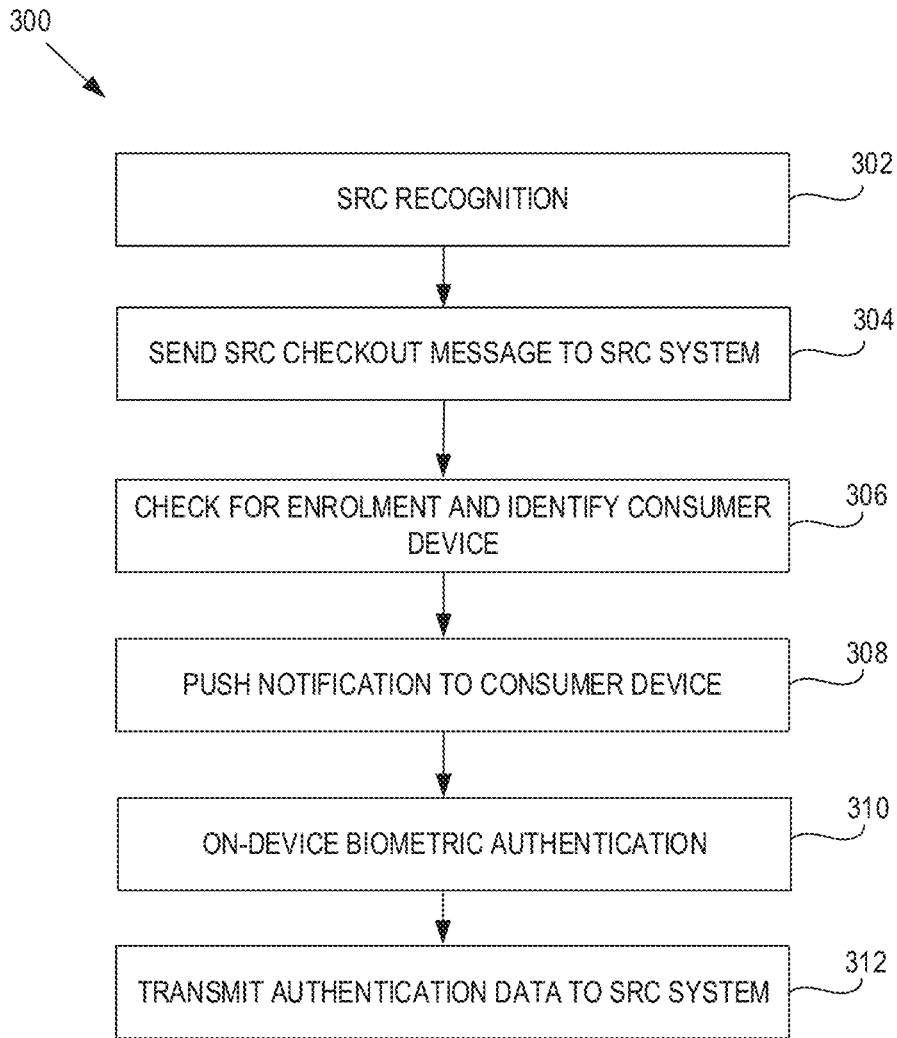 300
302
SRC RECOGNITION
304
SEND SRC CHECKOUT MESSAGE TO SRC SYSTEM
306
CHECK FOR ENROLMENT AND IDENTIFY CONSUMER
DEVICE
308
PUSH NOTIFICATION TO CONSUMER DEVICE
310
ON-DEVICE BIOMETRIC AUTHENTICATION
312
TRANSMIT AUTHENTICATION DATA TO SRC SYSTEM